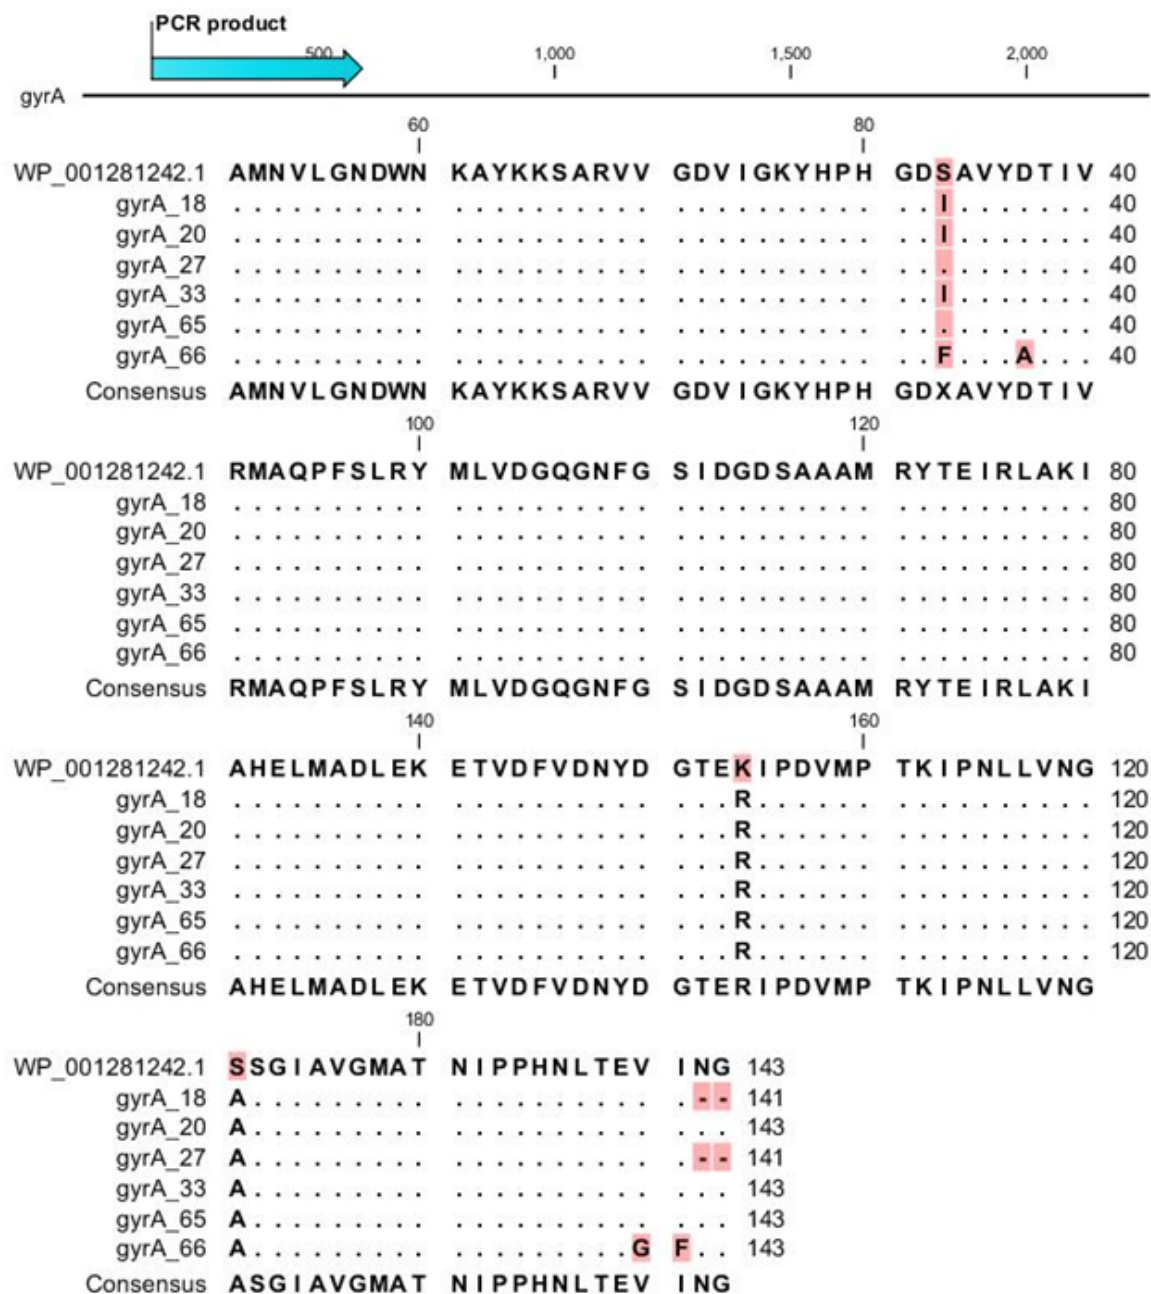 PCR product
500 1,000 1,500 2,000
gyrA
60 80
WP_001281242.1 AMNVLGNDWN KAYKKSARVV GDVIGKYHPH GDSAVYDTIV 40
gyrA_18 . . . . . . . . . . . . . . . . . . . . . . . . . . . . . . . . I . . . . . . . 40
gyrA_20 . . . . . . . . . . . . . . . . . . . . . . . . . . . . . . . . I . . . . . . . 40
gyrA_27 . . . . . . . . . . . . . . . . . . . . . . . . . . . . . . . . . . . . . . . . 40
gyrA_33 . . . . . . . . . . . . . . . . . . . . . . . . . . . . . . . . I . . . . . . . 40
gyrA_65 . . . . . . . . . . . . . . . . . . . . . . . . . . . . . . . . . . . . . . . . 40
gyrA_66 . . . . . . . . . . . . . . . . . . . . . . . . . . . . . . . . F . . . A . . . 40
Consensus AMNVLGNDWN KAYKKSARVV GDVIGKYHPH GDXAVYDTIV
100 120
WP_001281242.1 RMAQPFSLRY MLVDGQGNFG SIDGDSAAAM RYTEIRLAKI 80
gyrA_18 . . . . . . . . . . . . . . . . . . . . . . . . . . . . . . . . . . . . . . . . 80
gyrA_20 . . . . . . . . . . . . . . . . . . . . . . . . . . . . . . . . . . . . . . . . 80
gyrA_27 . . . . . . . . . . . . . . . . . . . . . . . . . . . . . . . . . . . . . . . . 80
gyrA_33 . . . . . . . . . . . . . . . . . . . . . . . . . . . . . . . . . . . . . . . . 80
gyrA_65 . . . . . . . . . . . . . . . . . . . . . . . . . . . . . . . . . . . . . . . . 80
gyrA_66 . . . . . . . . . . . . . . . . . . . . . . . . . . . . . . . . . . . . . . . . 80
Consensus RMAQPFSLRY MLVDGQGNFG SIDGDSAAAM RYTEIRLAKI
140 160
WP_001281242.1 AHELMADLEK ETVDFVDNYD GTEKIPDVMP TKIPNLLVNG 120
gyrA_18 . . . . . . . . . . . . . . . . . . . . . . . R . . . . . . . . . . . . . . . . 120
gyrA_20 . . . . . . . . . . . . . . . . . . . . . . . R . . . . . . . . . . . . . . . . 120
gyrA_27 . . . . . . . . . . . . . . . . . . . . . . . R . . . . . . . . . . . . . . . . 120
gyrA_33 . . . . . . . . . . . . . . . . . . . . . . . R . . . . . . . . . . . . . . . . 120
gyrA_65 . . . . . . . . . . . . . . . . . . . . . . . R . . . . . . . . . . . . . . . . 120
gyrA_66 . . . . . . . . . . . . . . . . . . . . . . . R . . . . . . . . . . . . . . . . 120
Consensus AHELMADLEK ETVDFVDNYD GTERIPDVMP TKIPNLLVNG
180
WP_001281242.1 SSGIAVGMAT NIPPHNLTEV ING 143
gyrA_18 A . . . . . . . . . . . . . . . . . . . . - - 141
gyrA_20 A . . . . . . . . . . . . . . . . . . . . . . 143
gyrA_27 A . . . . . . . . . . . . . . . . . . . . - - 141
gyrA_33 A . . . . . . . . . . . . . . . . . . . . . . 143
gyrA_65 A . . . . . . . . . . . . . . . . . . . . . . 143
gyrA_66 A . . . . . . . . . . . . . . . . . . G F . . 143
Consensus ASGIAVGMAT NIPPHNLTEV ING